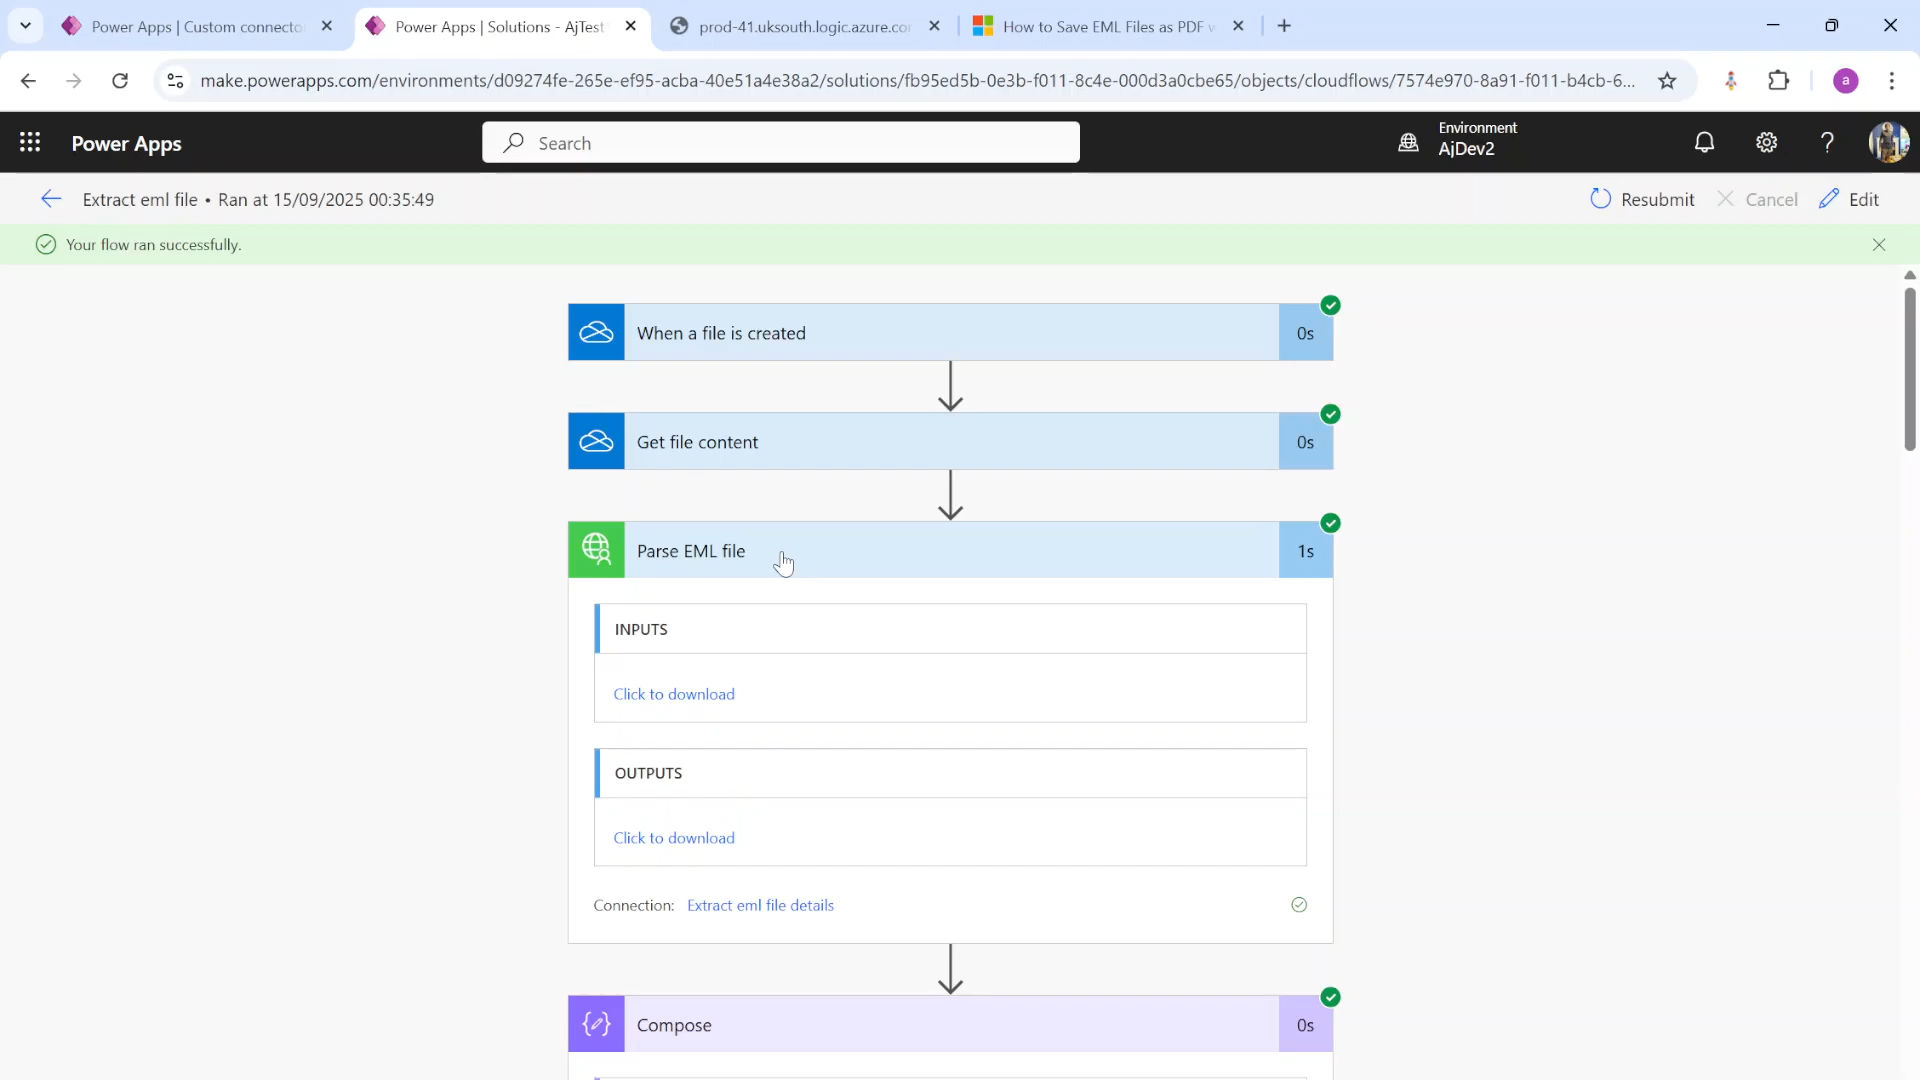 Power Apps | Custom connecto
Power Apps | Solutions - AjTest
prod-41.uksouth.logic.azure.cor
How to Save EML Files as PDF w
make.powerapps.com/environments/d09274fe-265e-ef95-acba-40e51a4e38a2/solutions/fb95ed5b-0e3b-f011-8c4e-000d3a0cbe65/objects/cloudflows/7574e970-8a91-f011-b4cb-6...
a
Power Apps
Search
Environment
AjDev2
Extract eml file • Ran at 15/09/2025 00:35:49
Resubmit
Cancel
Edit
Your flow ran successfully.
When a file is created
0s
Get file content
0s
Parse EML file
1s
INPUTS
Click to download
OUTPUTS
Click to download
Connection: Extract eml file details
Compose
0s